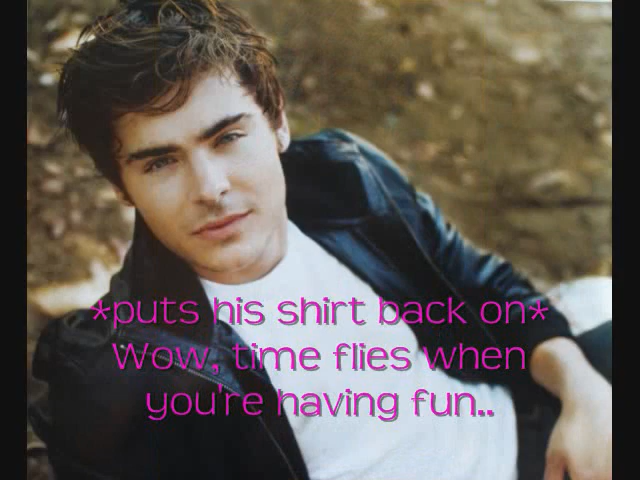 *puts his shirt back on*
Wow, time flies when
you're having fun..